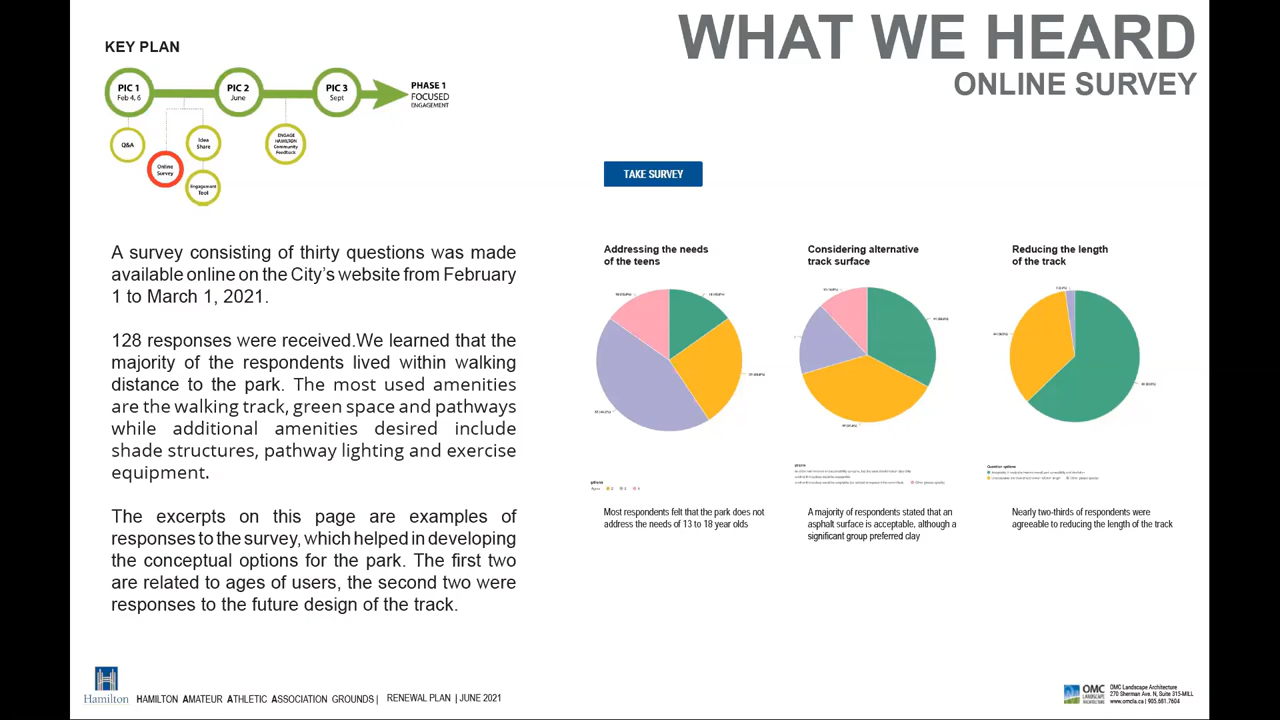 WHAT WE HEARD
ONLINE SURVEY
KEY PLAN
PIC 1
Feb 4, 6
PIC 2
June
PIC 3
Sept
PHASE 1
FOCUSED
ENGAGEMENT
Q&A
Online
Survey
Idea
Share
Engagement
Tool
ENGAGE
HAMILTON
Community
Feedback
A survey consisting of thirty questions was made
available online on the City's website from February
1 to March 1, 2021.
128 responses were received.We learned that the
majority of the respondents lived within walking
distance to the park. The most used amenities
are the walking track, green space and pathways
while additional amenities desired include
shade structures, pathway lighting and exercise
equipment.
The excerpts on this page are examples of
responses to the survey, which helped in developing
the conceptual options for the park. The first two
are related to ages of users, the second two were
responses to the future design of the track.
TAKE SURVEY
Addressing the needs
of the teens
Most respondents felt that the park does not
address the needs of 13 to 18 year olds
Considering alternative
track surface
A majority of respondents stated that an
asphalt surface is acceptable, although a
significant group preferred clay
Reducing the length
of the track
Question options
Nearly two-thirds of respondents were
agreeable to reducing the length of the track
Hamilton
HAMILTON AMATEUR ATHLETIC ASSOCIATION GROUNDS| RENEWAL PLAN | JUNE 2021
OMC
LANDSCAPE
ARCHITECTURE
OMC Landscape Architecture
270 Sherman Ave. N, Suite 315-MILL
www.omcla.ca | 905.681.7604